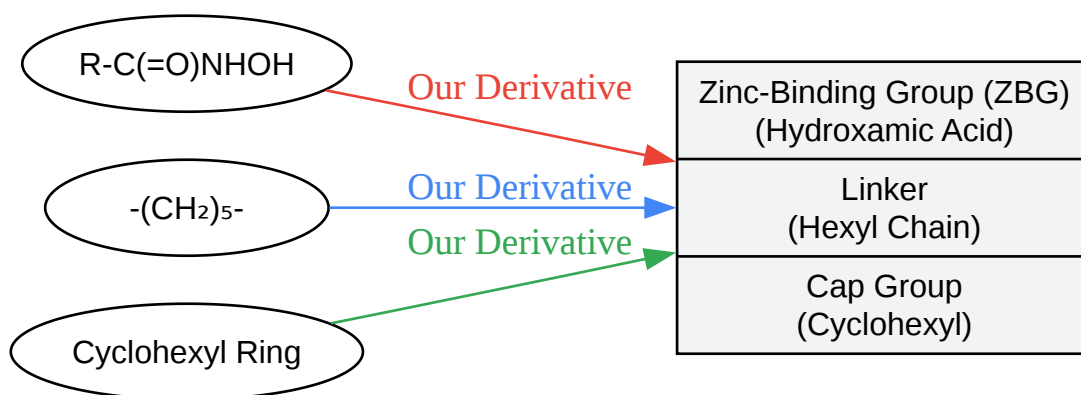 R-C(=O)NHOH
Our Derivative
Zinc-Binding Group (ZBG)
(Hydroxamic Acid)
-(CH₂)₅-
Our Derivative
Linker
(Hexyl Chain)
Our Derivative
Cyclohexyl Ring
Cap Group
(Cyclohexyl)